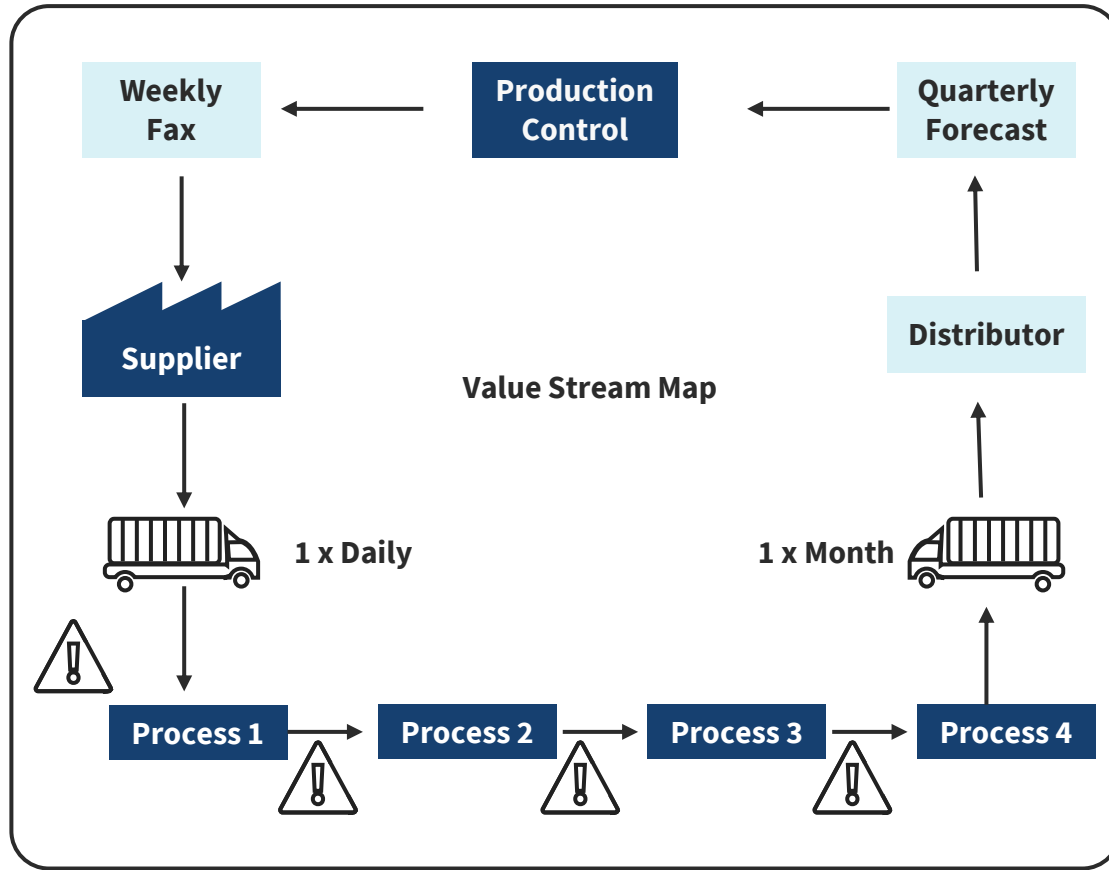 Weekly
Fax
Production
Control
Quarterly
Forecast
Supplier
Distributor
Value Stream Map
1 x Daily
1 x Month
Process 1
Process 2
Process 3
Process 4